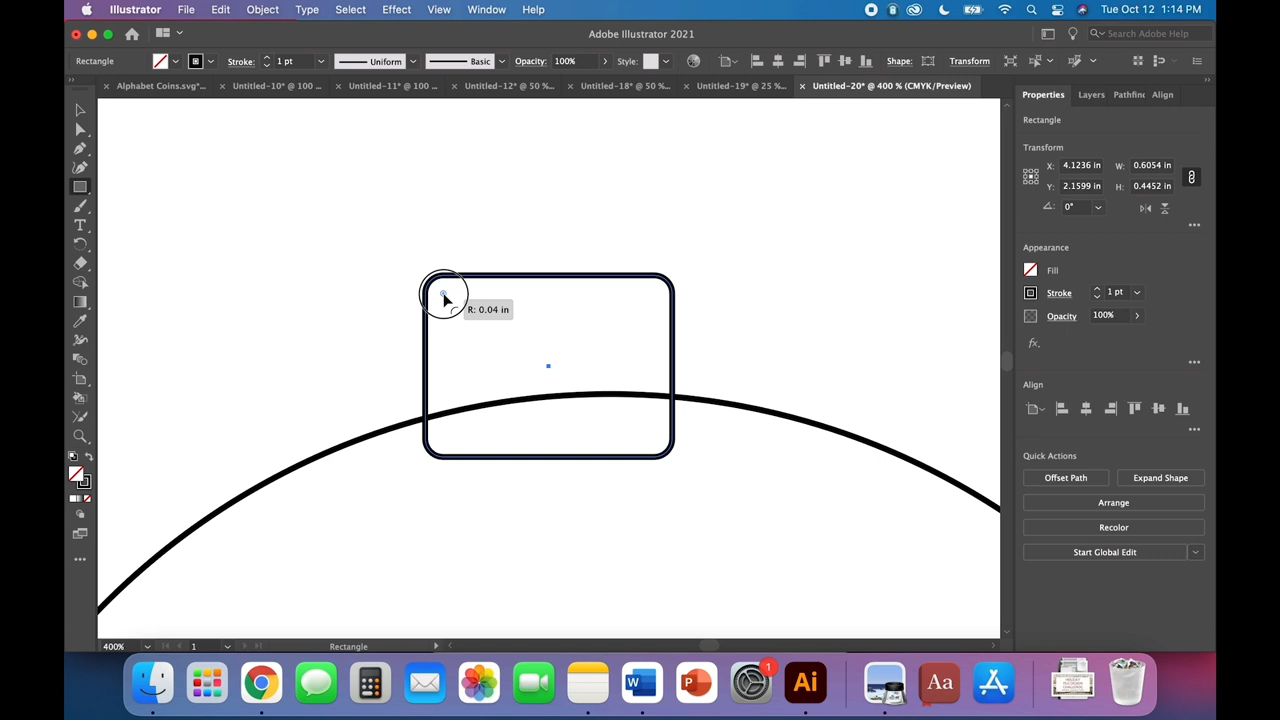 Illustrator File Edit Object Type Select Effect View Window Help Tue Oct 12 1:14 PM
Adobe Illustrator 2021 Search Adobe Help
Rectangle Stroke: 1 pt Uniform Basic Opacity: 100% Style: Shape: Transform
Alphabet Coins.svg*... Untitled-10* @ 100 ... Untitled-11* @ 100 ... Untitled-12* @ 50 %... Untitled-18* @ 50 %... Untitled-19* @ 25 %... Untitled-20* @ 400 % (CMYK/Preview)
Properties Layers Pathfinc Align
Rectangle
Transform
X: 4.1236 in W: 0.6054 in
Y: 2.1599 in H: 0.4452 in
0°
Appearance
Fill
Stroke 1 pt
Opacity 100%
fx.
Align
Quick Actions
Offset Path Expand Shape
Arrange
Recolor
Start Global Edit
R: 0.04 in
400% 1 Rectangle
1
W P Ai Aa